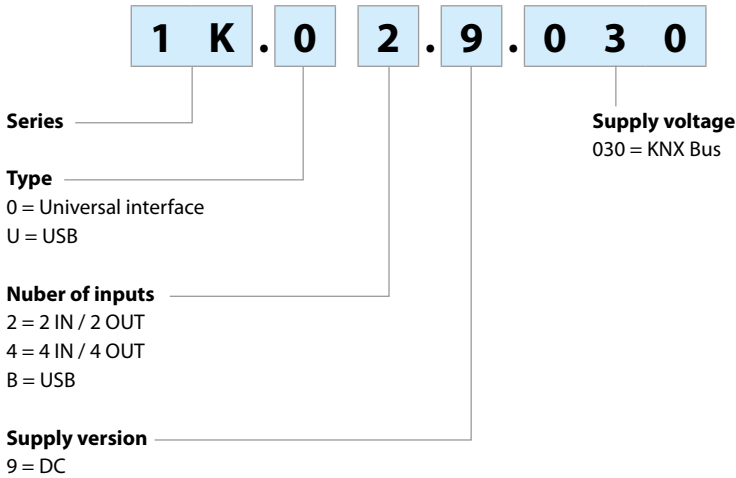 1 K . 0 2 . 9 . 0 3 0
Series
Supply voltage
030 = KNX Bus
Type
0 = Universal interface
U = USB
Nuber of inputs
2 = 2 IN / 2 OUT
4 = 4 IN / 4 OUT
B = USB
Supply version
9 = DC